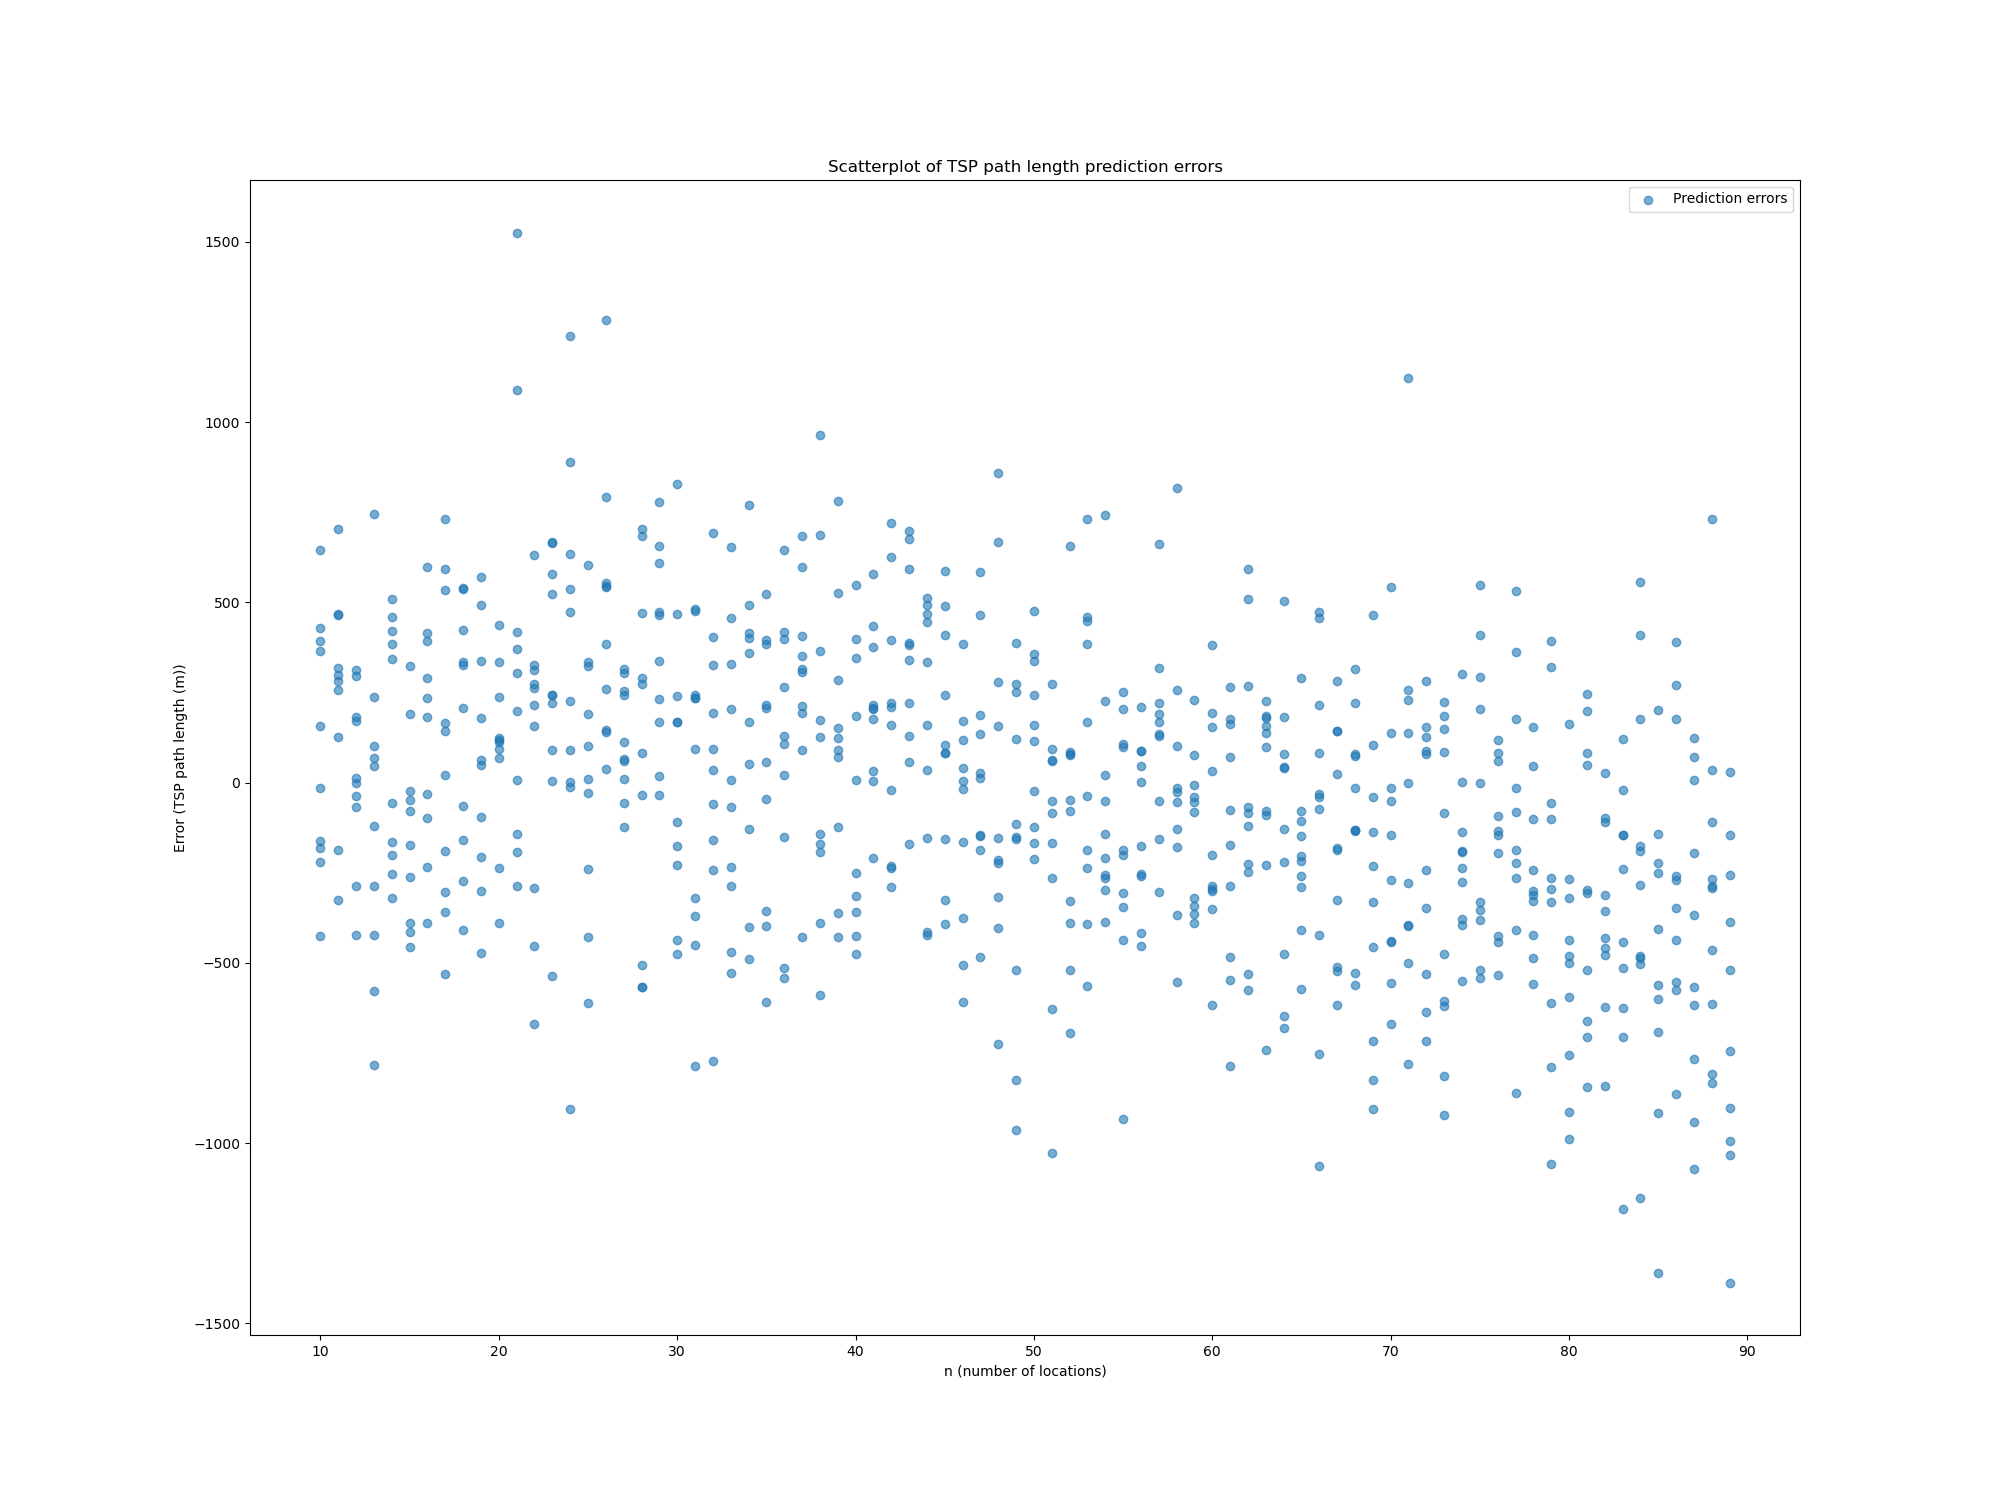 Scatterplot of TSP path length prediction errors
Prediction errors
1500
1000
500
0
−500
−1000
−1500
Error (TSP path length (m))
10 20 30 40 50 60 70 80 90
n (number of locations)